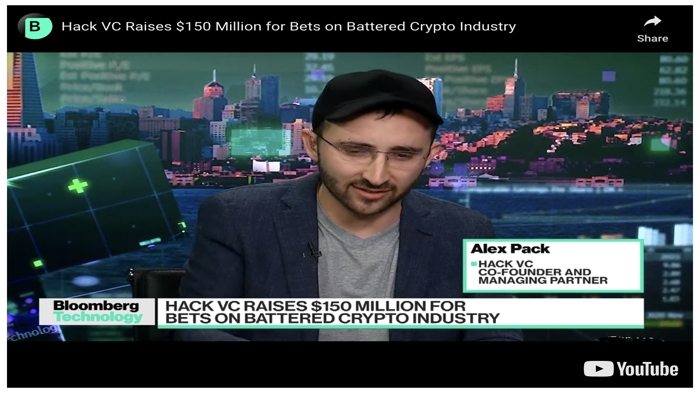 B
Hack VC Raises $150 Million for Bets on Battered Crypto Industry
Share
Alex Pack
HACK VC
CO-FOUNDER AND
MANAGING PARTNER
Bloomberg
Technology
HACK VC RAISES $150 MILLION FOR
BETS ON BATTERED CRYPTO INDUSTRY
YouTube